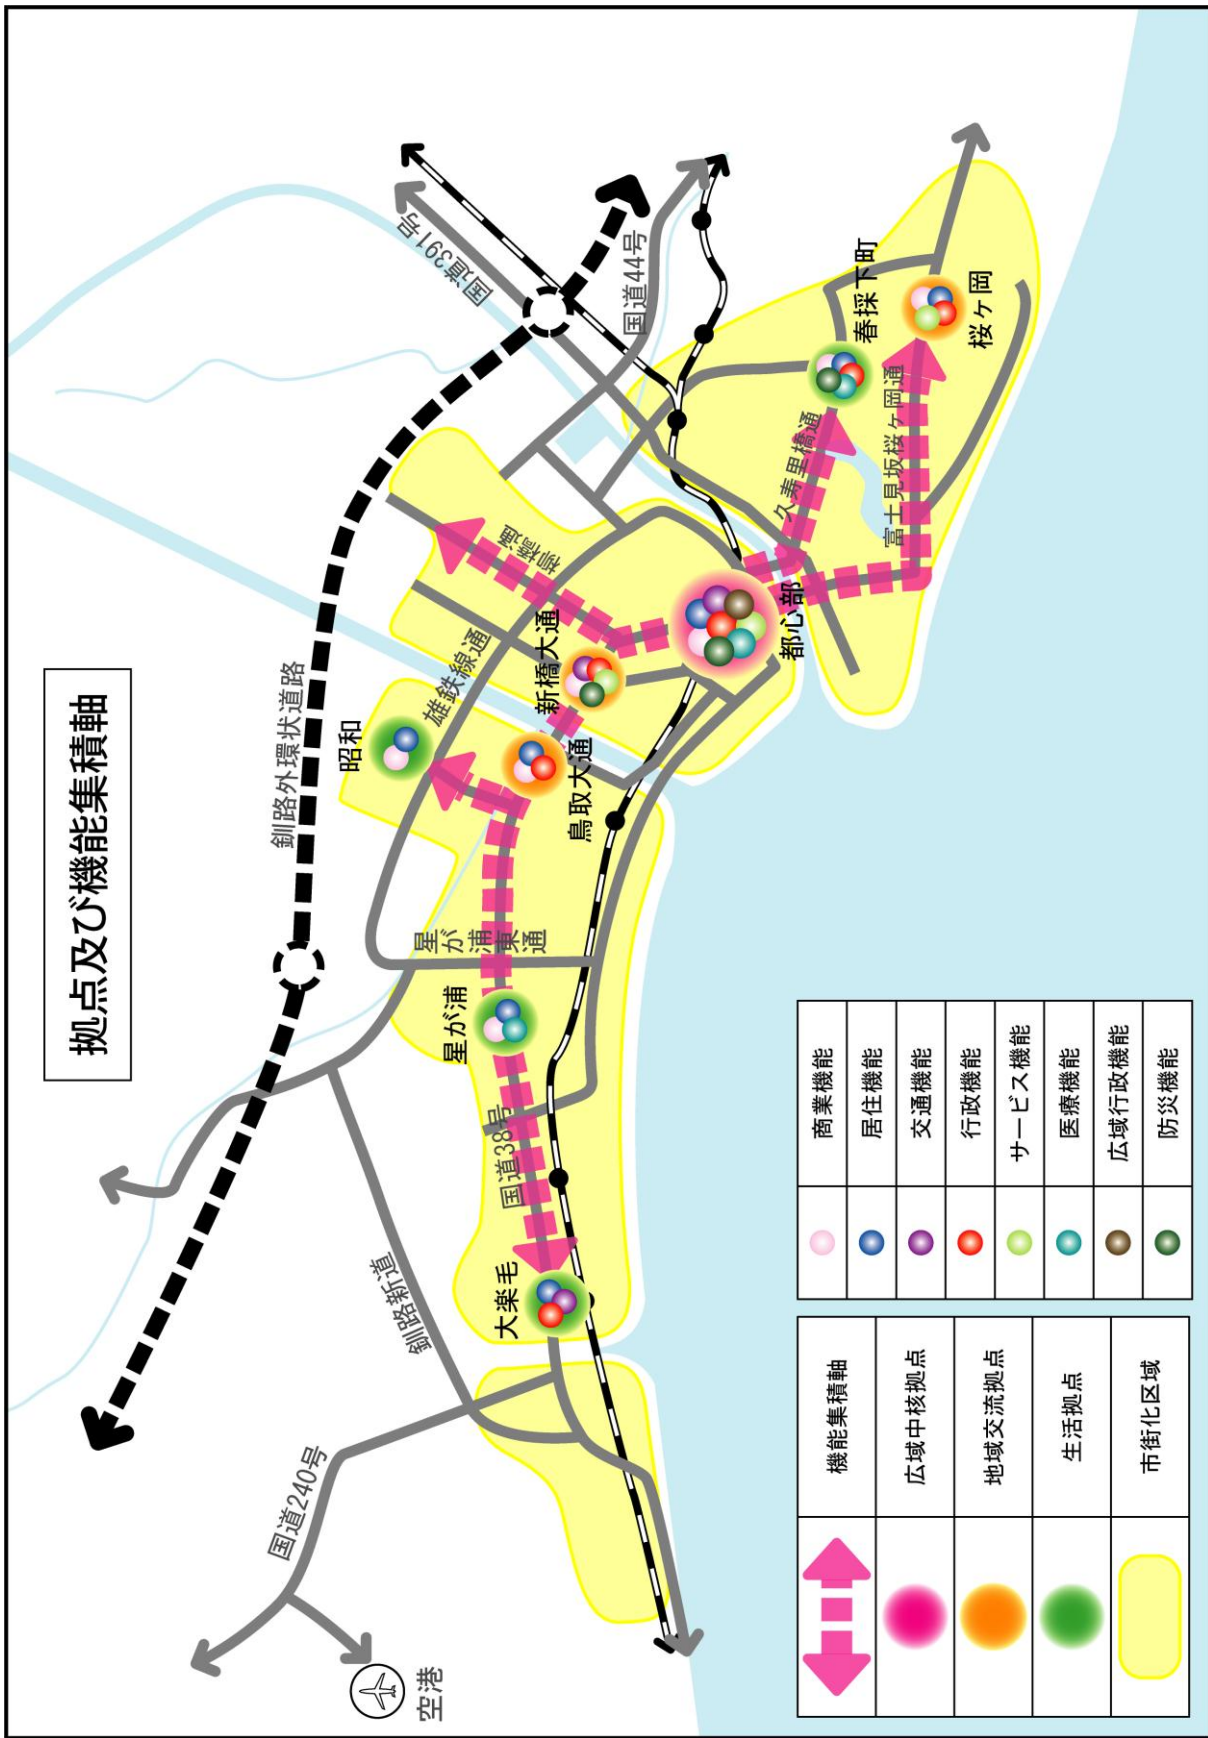 拠点及び機能集積軸
釧路外環状道路
国道391号
国道44号
柳橋通
雄鉄線通
昭和
新橋大通
鳥取大通
都心部
久寿里橋通
春採下町
富士見坂桜ヶ岡通
桜ヶ岡
星が浦東通
星が浦
国道38号
大楽毛
釧路新道
国道240号
空港
機能集積軸
広域中核拠点
地域交流拠点
生活拠点
市街化区域
商業機能
居住機能
交通機能
行政機能
サービス機能
医療機能
広域行政機能
防災機能